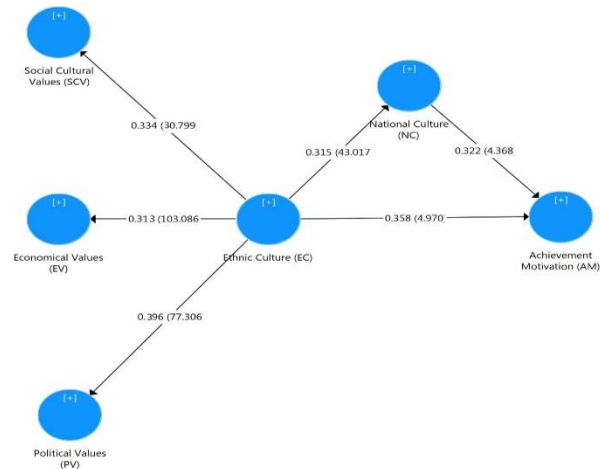 [+]
Social Cultural
Values (SCV)
[+]
National Culture
(NC)
0.334 (30.799
0.315 (43.017
0.322 (4.368
[+]
Economical Values
(EV)
0.313 (103.086
[+]
Ethnic Culture (EC)
0.358 (4.970)
[+]
Achievement
Motivation (AM)
0.396 (77.306
[+]
Political Values
(PV)